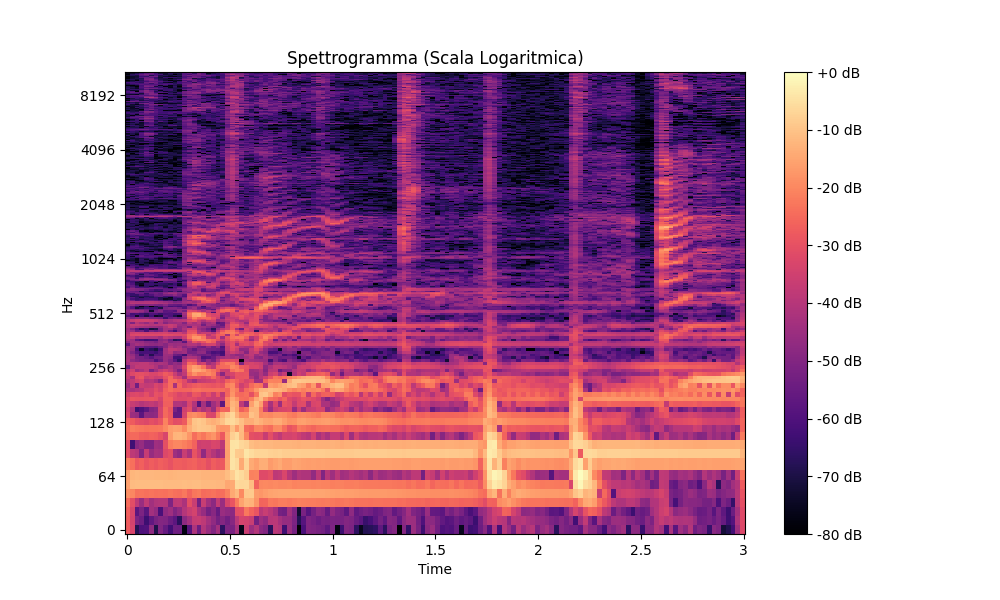 Spettrogramma (Scala Logaritmica)
Hz
8192
4096
2048
1024
512
256
128
64
0
0 0.5 1 1.5 2 2.5 3
Time
+0 dB
-10 dB
-20 dB
-30 dB
-40 dB
-50 dB
-60 dB
-70 dB
-80 dB